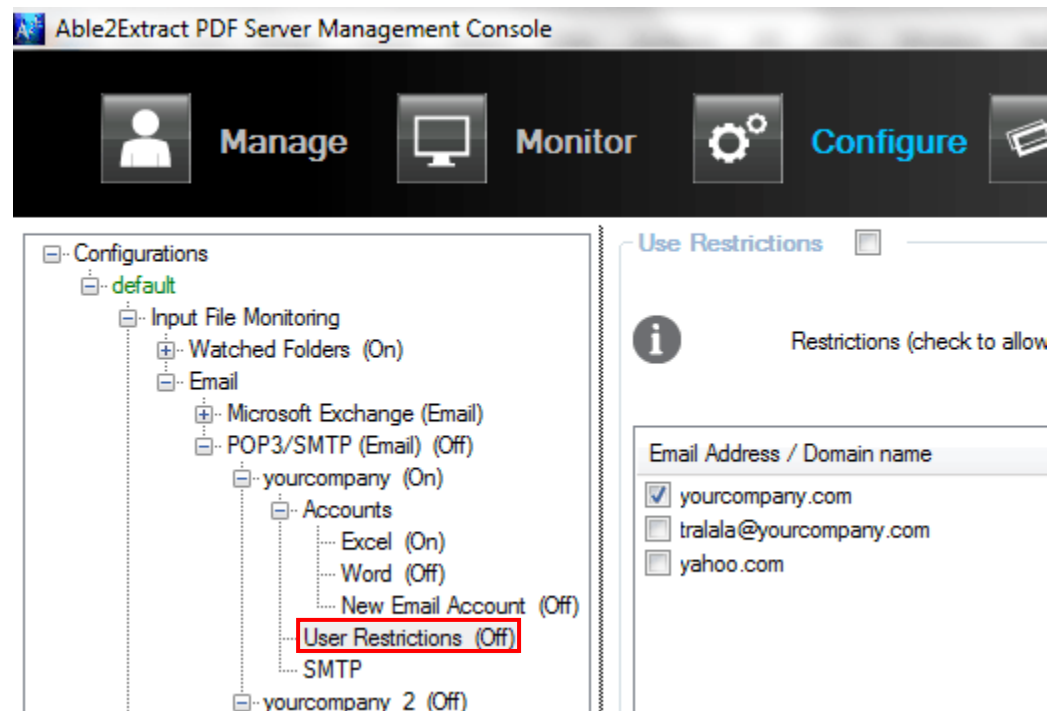 Able2Extract PDF Server Management Console
Manage Monitor Configure
Configurations
default
Input File Monitoring
Watched Folders (On)
Email
Microsoft Exchange (Email)
POP3/SMTP (Email) (Off)
yourcompany (On)
Accounts
Excel (On)
Word (Off)
New Email Account (Off)
User Restrictions (Off)
SMTP
yourcompany 2 (Off)
Use Restrictions
Restrictions (check to allow
Email Address / Domain name
yourcompany.com
tralala@yourcompany.com
yahoo.com